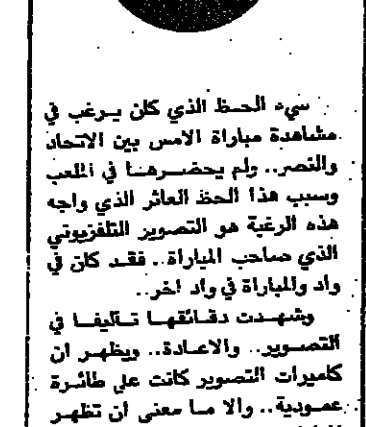 سيء الحظ الذي كان يرغب في
مشاهدة مباراة الامس بين الاتحاد
والنصر.. ولم يحضرها في الملعب
وسبب هذا الحظ العاثر الذي واجه
هذه الرغبة هو التصوير التلفزيوني
الذي صاحب المباراة.. فقد كان في
واد والمباراة في واد اخر..
وشهدت دقائقها تاليفا في
التصوير.. والاعادة.. ويظهر ان
كاميرات التصوير كانت على طائرة
عمودية.. والا ما معنى ان تظهر